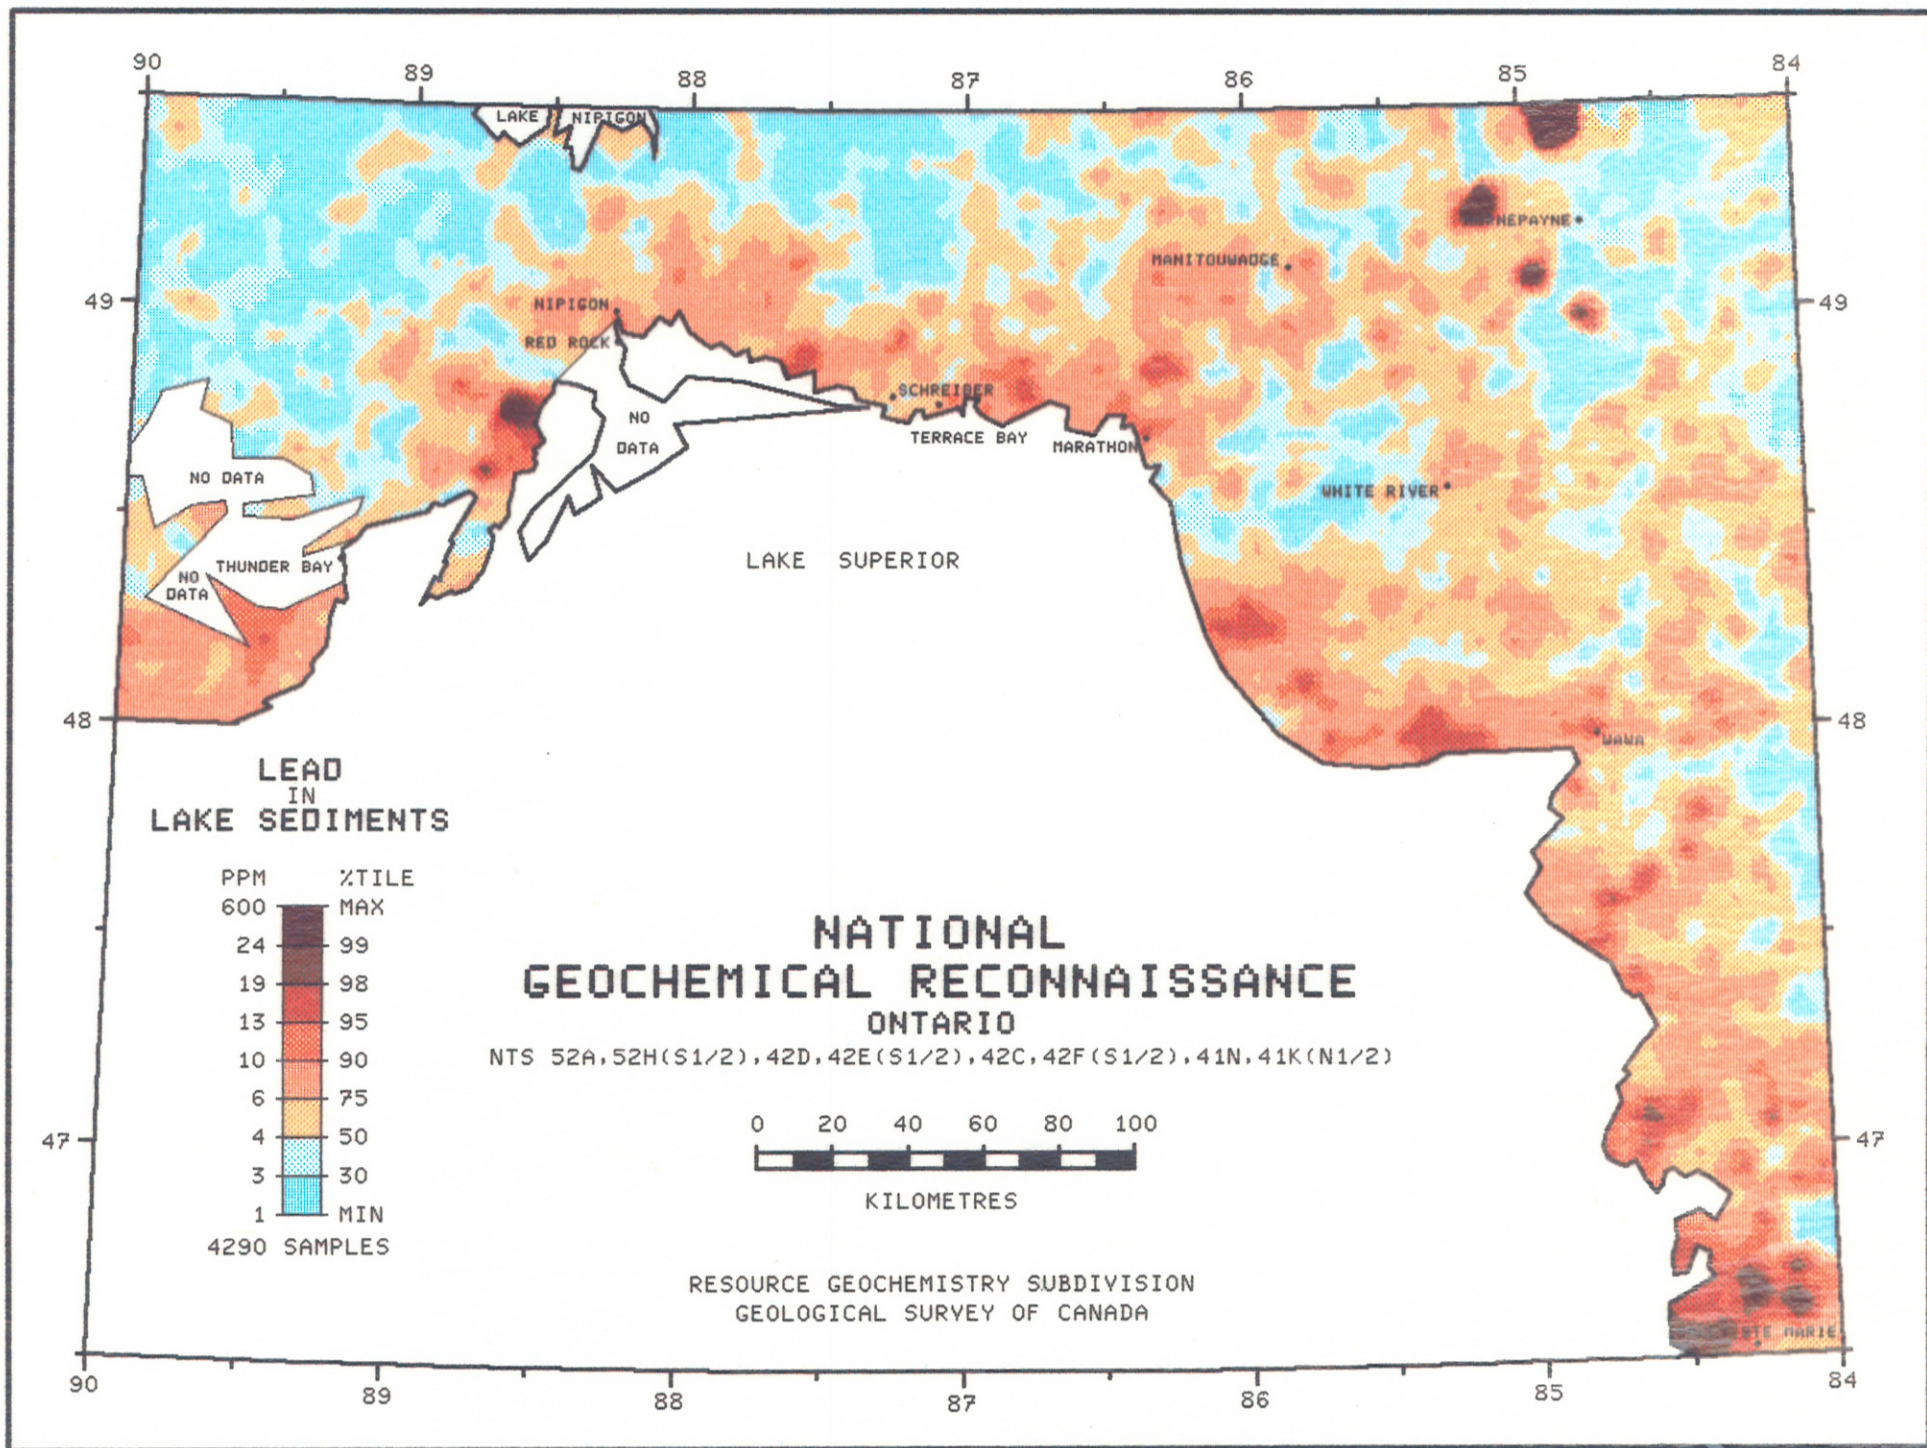 90 89 88 87 86 85 84
LAKE NIPIGON
NEPAYNE
MANITOUWADGE
49 NIPIGON 49
RED ROCK
SCHREIBER
NO
DATA
TERRACE BAY
MARATHON
NO DATA
WHITE RIVER
LAKE SUPERIOR
THUNDER BAY
NO
DATA
48 48
WAWA
LEAD
IN
LAKE SEDIMENTS
PPM %TILE
600 MAX
24 99
19 98
13 95
10 90
6 75
4 50
3 30
1 MIN
4290 SAMPLES
NATIONAL
GEOCHEMICAL RECONNAISSANCE
ONTARIO
NTS 52A,52H(S1/2),42D,42E(S1/2),42C,42F(S1/2),41N,41K(N1/2)
0 20 40 60 80 100
KILOMETRES
47 47
RESOURCE GEOCHEMISTRY SUBDIVISION
GEOLOGICAL SURVEY OF CANADA
STE MARIE
90 89 88 87 86 85 84